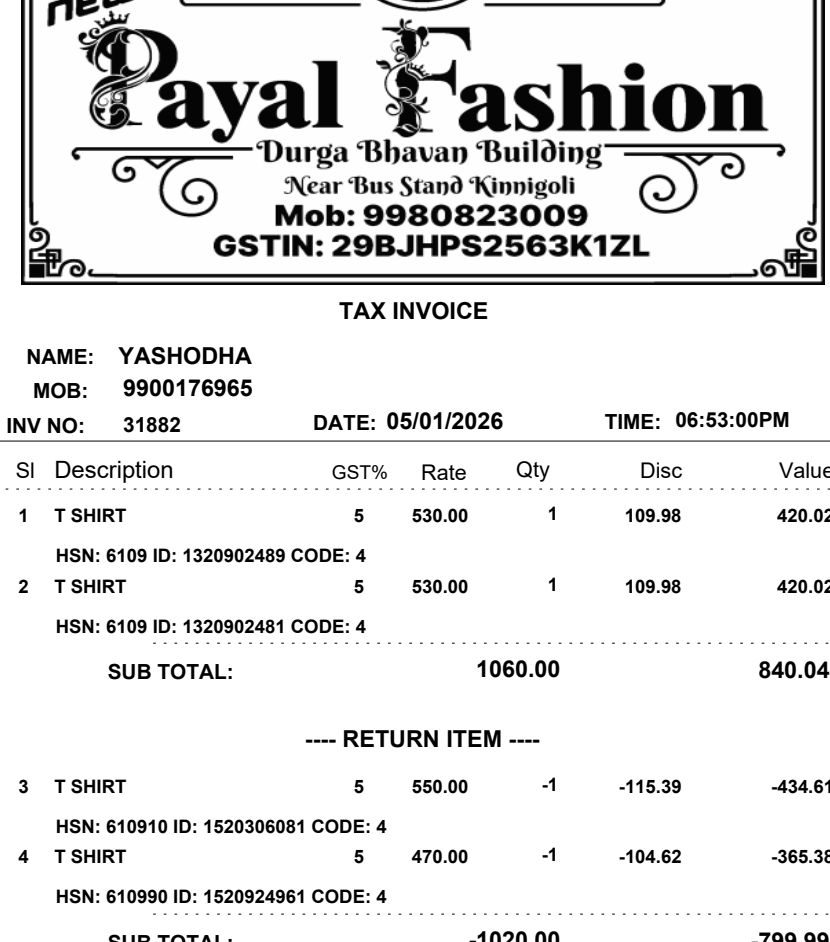 new
Payal Fashion
Durga Bhavan Building
Near Bus Stand Kinnigoli
Mob: 9980823009
GSTIN: 29BJHPS2563K1ZL
TAX INVOICE
NAME: YASHODHA
MOB: 9900176965
INV NO: 31882 DATE: 05/01/2026 TIME: 06:53:00PM
Sl Description GST% Rate Qty Disc Value
1 T SHIRT 5 530.00 1 109.98 420.02
HSN: 6109 ID: 1320902489 CODE: 4
2 T SHIRT 5 530.00 1 109.98 420.02
HSN: 6109 ID: 1320902481 CODE: 4
SUB TOTAL: 1060.00 840.04
---- RETURN ITEM ----
3 T SHIRT 5 550.00 -1 -115.39 -434.61
HSN: 610910 ID: 1520306081 CODE: 4
4 T SHIRT 5 470.00 -1 -104.62 -365.38
HSN: 610990 ID: 1520924961 CODE: 4
SUB TOTAL: -1020.00 -799.99